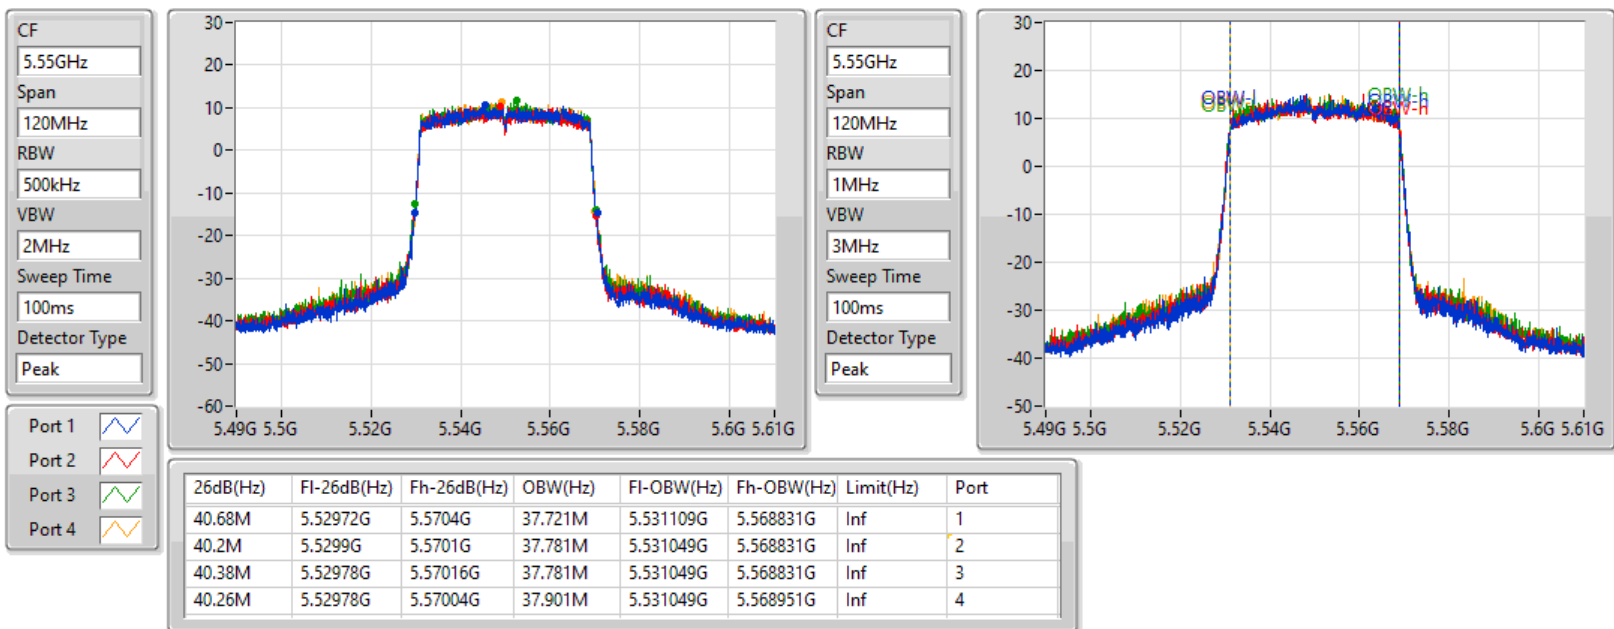 CF
5.55GHz
Span
120MHz
RBW
500kHz
VBW
2MHz
Sweep Time
100ms
Detector Type
Peak
30
20
10
0
-10
-20
-30
-40
-50
-60
5.49G 5.5G 5.52G 5.54G 5.56G 5.58G 5.6G 5.61G
CF
5.55GHz
Span
120MHz
RBW
1MHz
VBW
3MHz
Sweep Time
100ms
Detector Type
Peak
30
20
10
0
-10
-20
-30
-40
-50
OBW-l OBW-h
5.49G 5.5G 5.52G 5.54G 5.56G 5.58G 5.6G 5.61G
Port 1
Port 2
Port 3
Port 4
26dB(Hz) Fl-26dB(Hz) Fh-26dB(Hz) OBW(Hz) Fl-OBW(Hz) Fh-OBW(Hz) Limit(Hz) Port
40.68M 5.52972G 5.5704G 37.721M 5.531109G 5.568831G Inf 1
40.2M 5.5299G 5.5701G 37.781M 5.531049G 5.568831G Inf 2
40.38M 5.52978G 5.57016G 37.781M 5.531049G 5.568831G Inf 3
40.26M 5.52978G 5.57004G 37.901M 5.531049G 5.568951G Inf 4